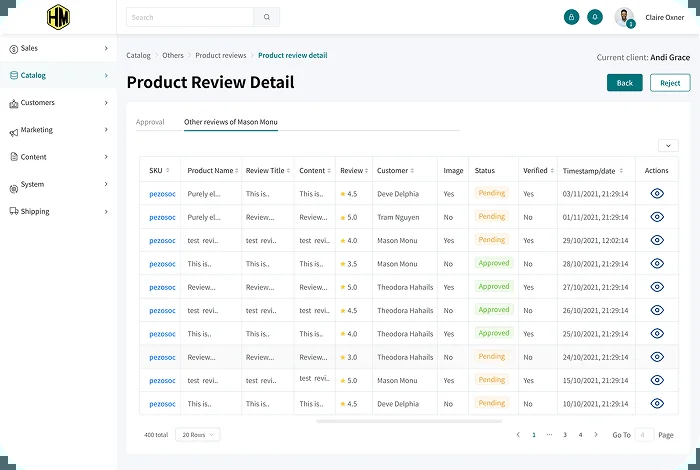 HM
Search
1
Claire Oxner
Sales
Catalog
Customers
Marketing
Content
System
Shipping
Catalog > Others > Product reviews > Product review detail
Current client: Andi Grace
Product Review Detail
Back
Reject
Approval
Other reviews of Mason Monu
SKU Product Name Review Title Content Review Customer Image Status Verified Timestamp/date Actions
pezosoc Purely el... This is.. This is.. ★ 4.5 Deve Delphia Yes Pending Yes 03/11/2021, 21:29:14
pezosoc Purely el... Review... Review... ★ 5.0 Tram Nguyen No Pending No 01/11/2021, 21:29:14
pezosoc test revi.. test revi.. test revi.. ★ 4.0 Mason Monu Yes Pending Yes 29/10/2021, 12:02:14
pezosoc This is.. This is.. This is.. ★ 3.5 Mason Monu No Approved No 28/10/2021, 21:29:14
pezosoc Review... Review... Review... ★ 5.0 Theodora Hahails Yes Approved Yes 27/10/2021, 21:29:14
pezosoc test revi.. test revi.. test revi.. ★ 4.5 Mason Monu No Pending No 26/10/2021, 21:29:14
pezosoc This is.. This is.. This is.. ★ 4.0 Theodora Hahails Yes Approved Yes 25/10/2021, 21:29:14
pezosoc Review... Review... Review... ★ 3.0 Theodora Hahails No Pending No 24/10/2021, 21:29:14
pezosoc test revi.. test revi.. test revi.. ★ 5.0 Mason Monu Yes Pending Yes 15/10/2021, 21:29:14
pezosoc This is.. This is.. This is.. ★ 4.5 Deve Delphia No Pending No 10/10/2021, 21:29:14
400 total 20 Rows < 1 ... 3 4 > Go To 4 Page